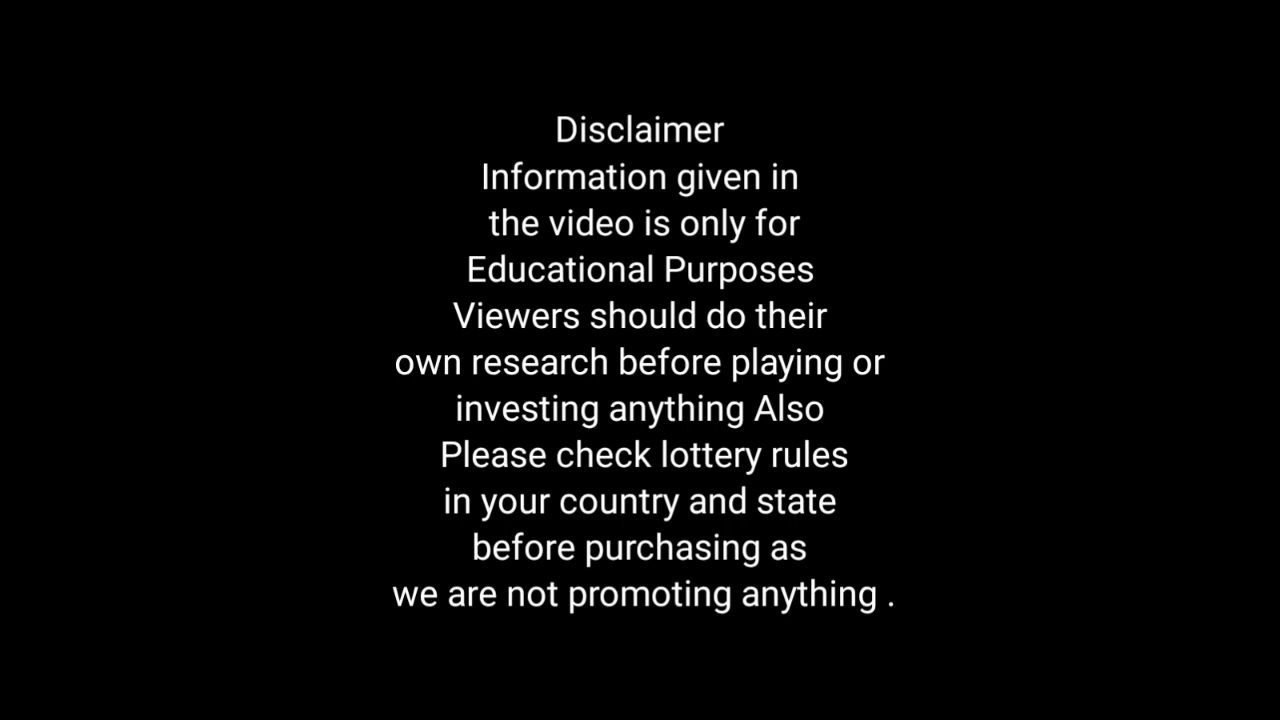 Disclaimer
Information given in
the video is only for
Educational Purposes
Viewers should do their
own research before playing or
investing anything Also
Please check lottery rules
in your country and state
before purchasing as
we are not promoting anything .